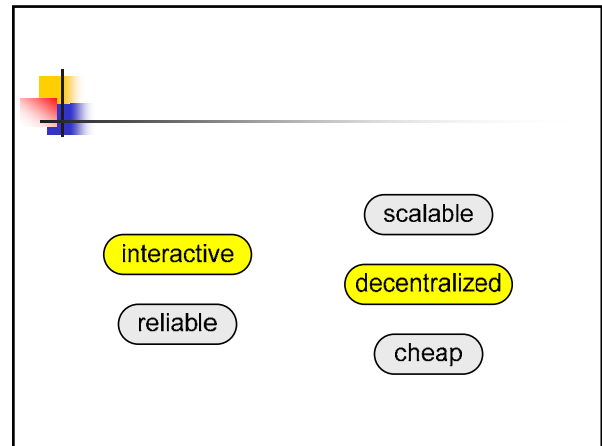 interactive
reliable
scalable
decentralized
cheap